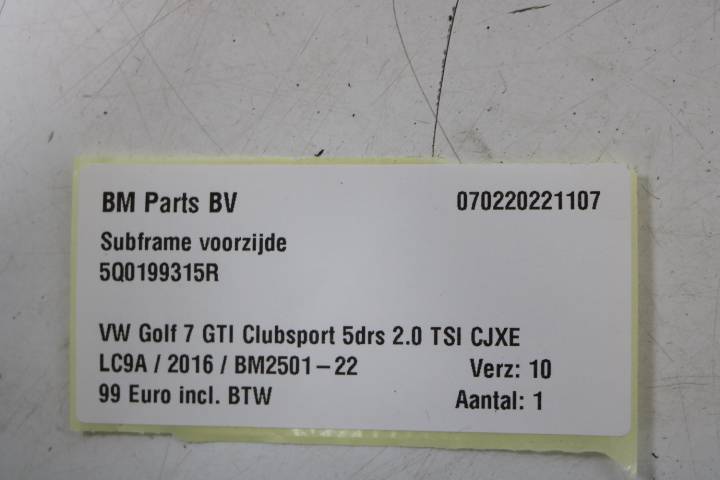 BM Parts BV 070220221107
Subframe voorzijde
5Q0199315R
VW Golf 7 GTI Clubsport 5drs 2.0 TSI CJXE
LC9A / 2016 / BM2501-22 Verz: 10
99 Euro incl. BTW Aantal: 1